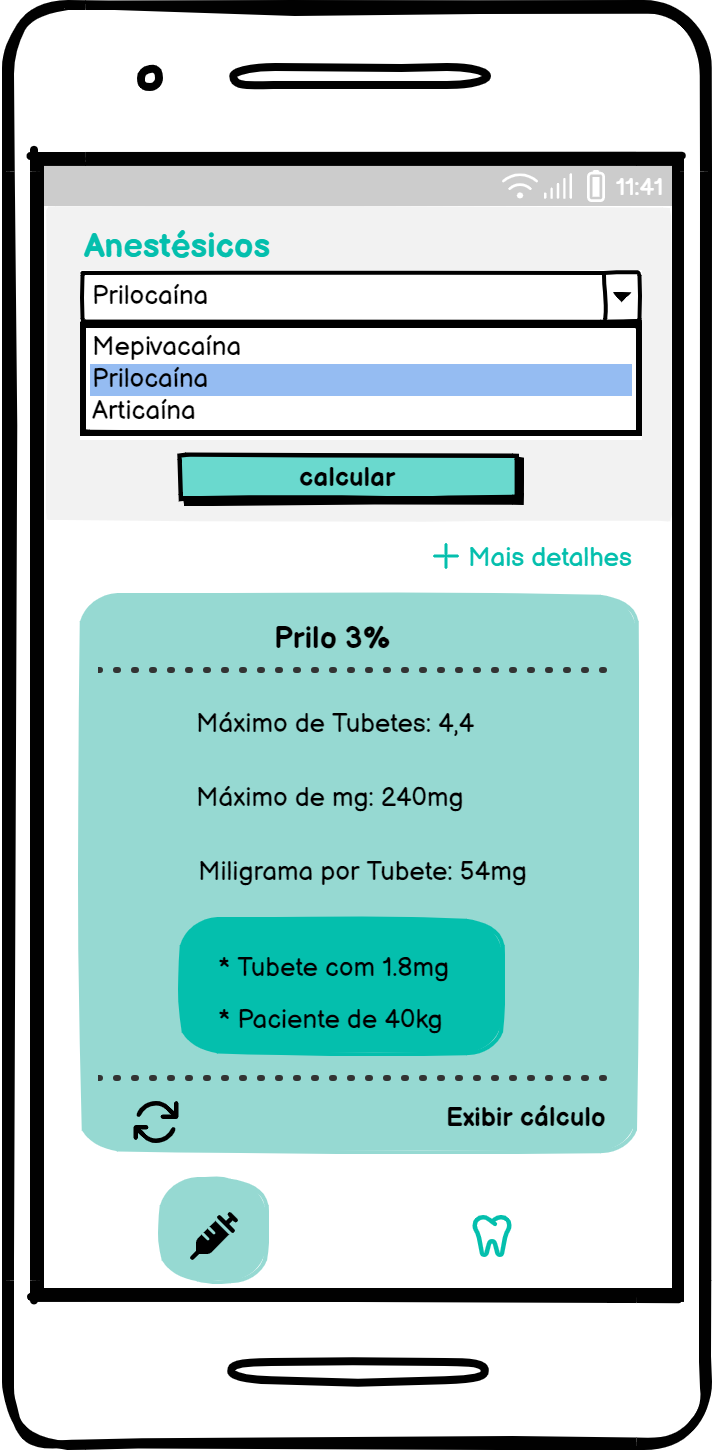 11:41
Anestésicos
Prilocaína
Mepivacaína
Prilocaína
Articaína
calcular
+ Mais detalhes
Prilo 3%
Máximo de Tubetes: 4,4
Máximo de mg: 240mg
Miligrama por Tubete: 54mg
* Tubete com 1.8mg
* Paciente de 40kg
Exibir cálculo